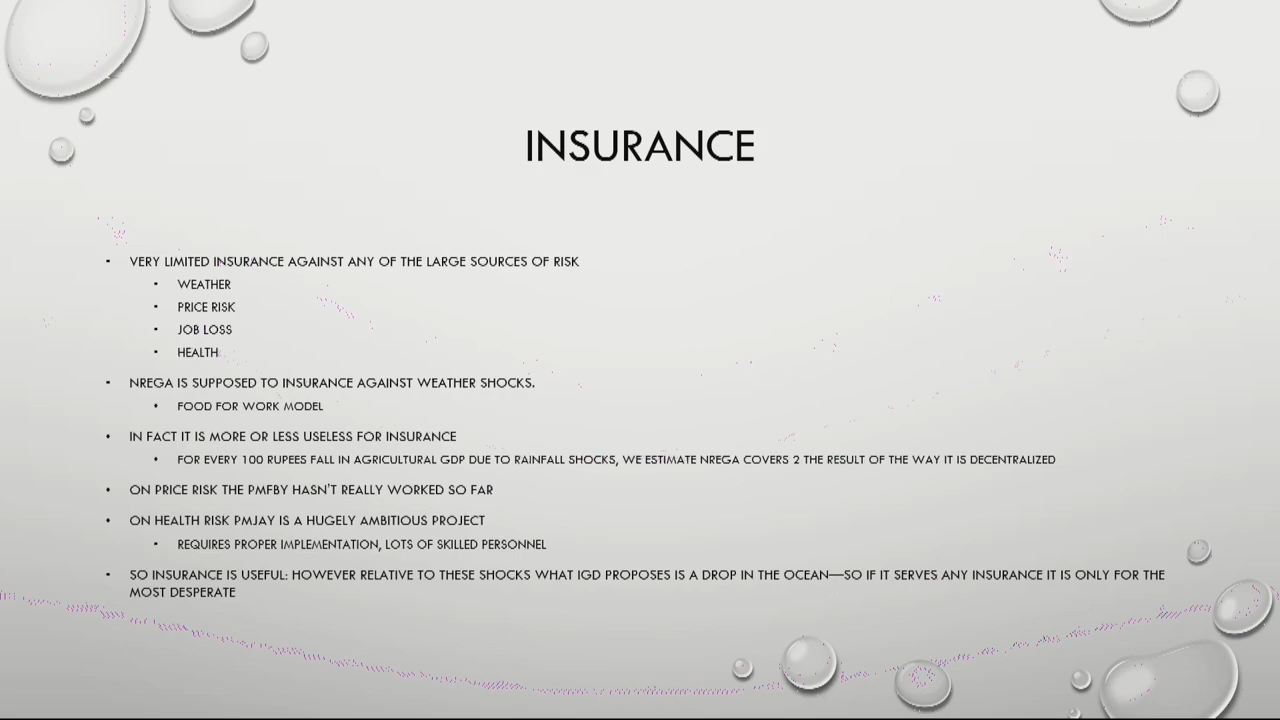 INSURANCE
• VERY LIMITED INSURANCE AGAINST ANY OF THE LARGE SOURCES OF RISK
• WEATHER
• PRICE RISK
• JOB LOSS
• HEALTH
• NREGA IS SUPPOSED TO INSURANCE AGAINST WEATHER SHOCKS.
• FOOD FOR WORK MODEL
• IN FACT IT IS MORE OR LESS USELESS FOR INSURANCE
• FOR EVERY 100 RUPEES FALL IN AGRICULTURAL GDP DUE TO RAINFALL SHOCKS, WE ESTIMATE NREGA COVERS 2 THE RESULT OF THE WAY IT IS DECENTRALIZED
• ON PRICE RISK THE PMFBY HASN'T REALLY WORKED SO FAR
• ON HEALTH RISK PMJAY IS A HUGELY AMBITIOUS PROJECT
• REQUIRES PROPER IMPLEMENTATION, LOTS OF SKILLED PERSONNEL
• SO INSURANCE IS USEFUL: HOWEVER RELATIVE TO THESE SHOCKS WHAT IGD PROPOSES IS A DROP IN THE OCEAN—SO IF IT SERVES ANY INSURANCE IT IS ONLY FOR THE
MOST DESPERATE